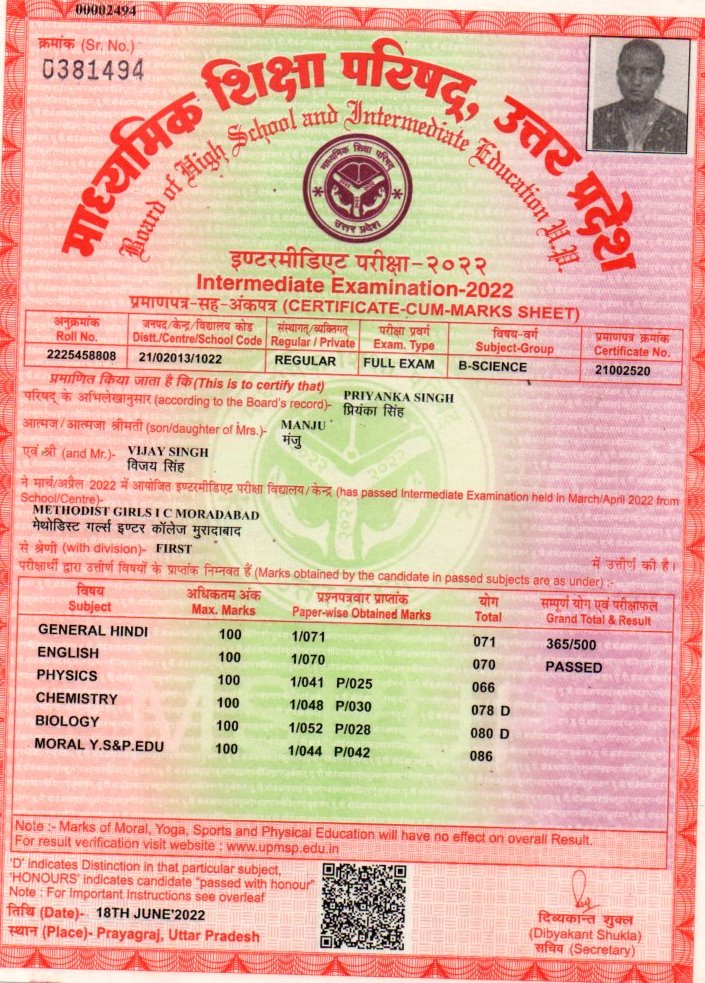 00002494
क्रमांक (Sr. No.)
0381494
माध्यमिक शिक्षा परिषद्, उत्तर प्रदेश
Board of High School and Intermediate Education U.P.
माध्यमिक शिक्षा परिषद्
उत्तर प्रदेश
इण्टरमीडिएट परीक्षा-२०२२
Intermediate Examination-2022
प्रमाणपत्र-सह-अंकपत्र (CERTIFICATE-CUM-MARKS SHEET)
अनुक्रमांक जनपद/केन्द्र/विद्यालय कोड संस्थागत/व्यक्तिगत परीक्षा प्रवर्ग विषय-वर्ग प्रमाणपत्र क्रमांक
Roll No. Distt./Centre/School Code Regular / Private Exam. Type Subject-Group Certificate No.
2225458808 21/02013/1022 REGULAR FULL EXAM B-SCIENCE 21002520
प्रमाणित किया जाता है कि (This is to certify that)
परिषद् के अभिलेखानुसार (according to the Board's record)- PRIYANKA SINGH
प्रियंका सिंह
आत्मज/आत्मजा श्रीमती (son/daughter of Mrs.)- MANJU
मंजु
एवं श्री (and Mr.)- VIJAY SINGH
विजय सिंह
ने मार्च/अप्रैल 2022 में आयोजित इण्टरमीडिएट परीक्षा विद्यालय/केन्द्र (has passed Intermediate Examination held in March/April 2022 from
School/Centre)-
METHODIST GIRLS I C MORADABAD
मेथोडिस्ट गर्ल्स इण्टर कॉलेज मुरादाबाद
से श्रेणी (with division)- FIRST में उत्तीर्ण की है।
परीक्षार्थी द्वारा उत्तीर्ण विषयों के प्राप्तांक निम्नवत हैं (Marks obtained by the candidate in passed subjects are as under) :-
विषय अधिकतम अंक प्रश्नपत्रवार प्राप्तांक योग सम्पूर्ण योग एवं परीक्षाफल
Subject Max. Marks Paper-wise Obtained Marks Total Grand Total & Result
GENERAL HINDI 100 1/071 071 365/500
ENGLISH 100 1/070 070 PASSED
PHYSICS 100 1/041 P/025 066
CHEMISTRY 100 1/048 P/030 078 D
BIOLOGY 100 1/052 P/028 080 D
MORAL Y.S&P.EDU 100 1/044 P/042 086
Note :- Marks of Moral, Yoga, Sports and Physical Education will have no effect on overall Result.
For result verification visit website : www.upmsp.edu.in
'D' indicates Distinction in that particular subject,
'HONOURS' indicates candidate "passed with honour"
Note : For Important Instructions see overleaf
तिथि (Date)- 18TH JUNE'2022
स्थान (Place)- Prayagraj, Uttar Pradesh
दिव्यकान्त शुक्ल
(Dibyakant Shukla)
सचिव (Secretary)